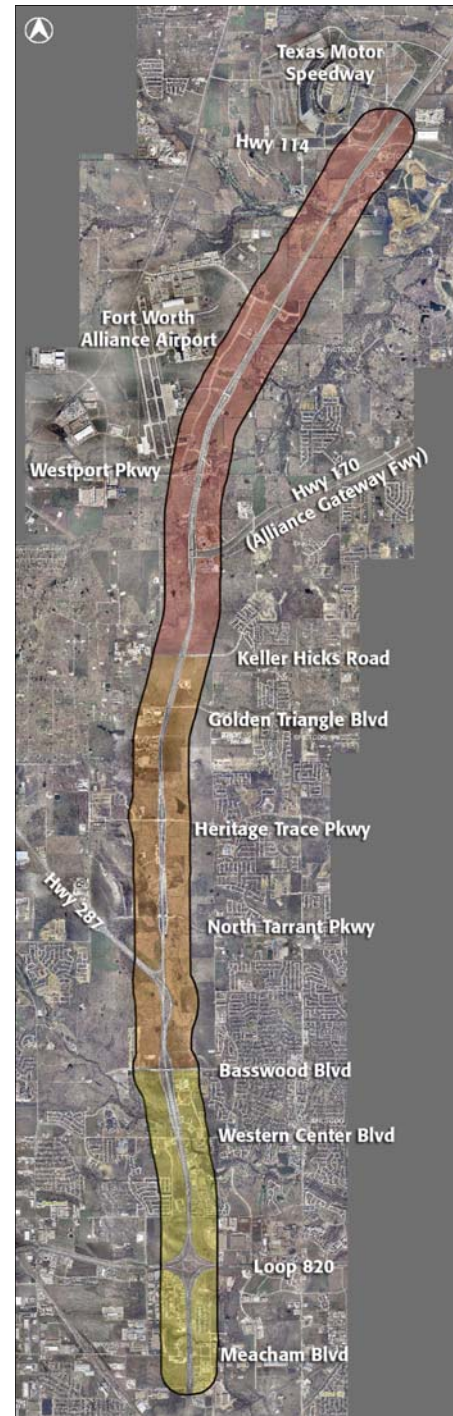 Texas Motor
Speedway
Hwy 114
Fort Worth
Alliance Airport
Westport Pkwy
Hwy 170
(Alliance Gateway Fwy)
Keller Hicks Road
Golden Triangle Blvd
Heritage Trace Pkwy
Hwy 287
North Tarrant Pkwy
Basswood Blvd
Western Center Blvd
Loop 820
Meacham Blvd